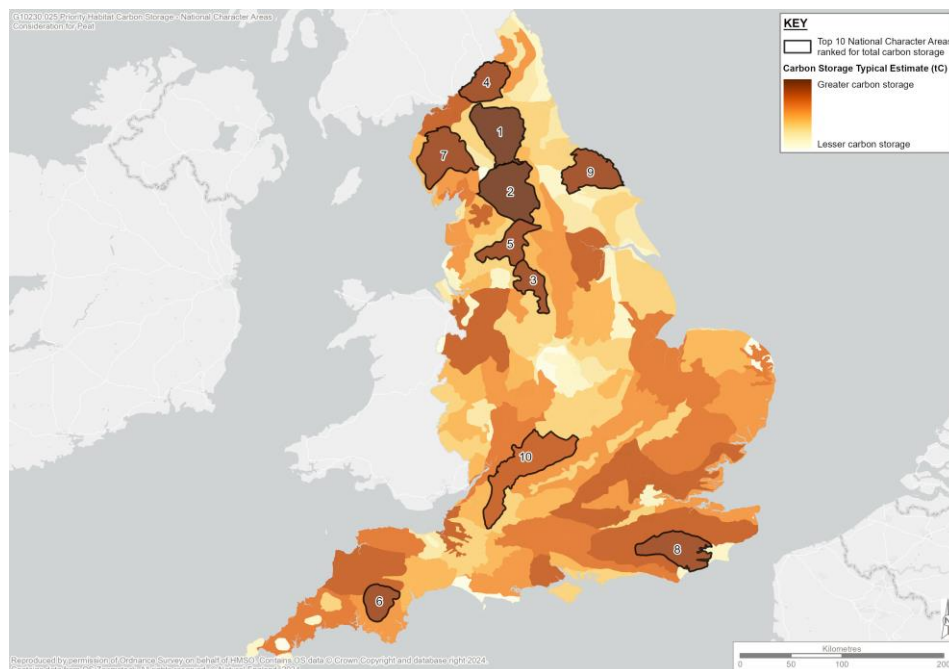 G10230 025 Priority Habitat Carbon Storage - National Character Areas
Consideration for Peat
KEY
Top 10 National Character Areas
ranked for total carbon storage
Carbon Storage Typical Estimate (tC)
Greater carbon storage
Lesser carbon storage
4
1
7
9
2
5
3
10
8
6
Reproduced by permission of Ordnance Survey on behalf of HMSO. Contains OS data © Crown Copyright and database right 2024.
Kilometres
0 50 100 200